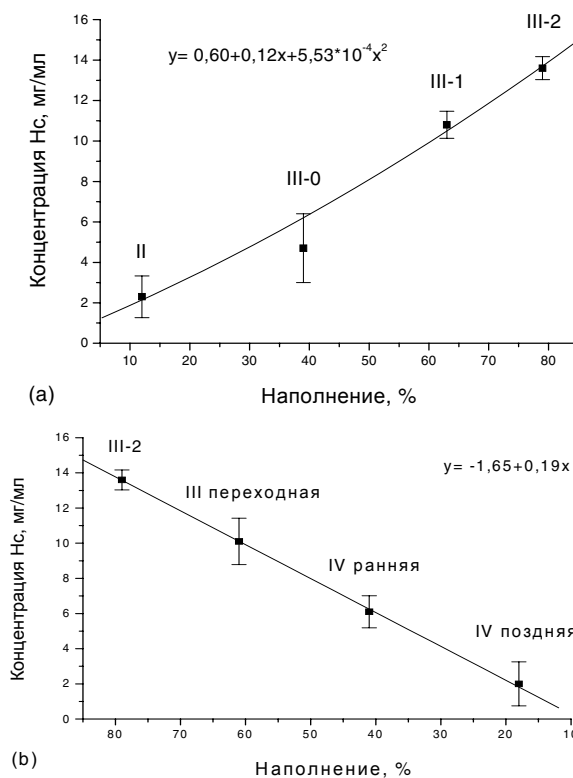 16
14
12
10
8
6
4
2
0
Концентрация Hc, мг/мл
y= 0,60+0,12x+5,53*10⁻⁴x²
II
III-0
III-1
III-2
10 20 30 40 50 60 70 80
(a)
Наполнение, %
16
14
12
10
8
6
4
2
0
Концентрация Hc, мг/мл
III-2
y= -1,65+0,19x
III переходная
IV ранняя
IV поздняя
80 70 60 50 40 30 20 10
(b)
Наполнение, %